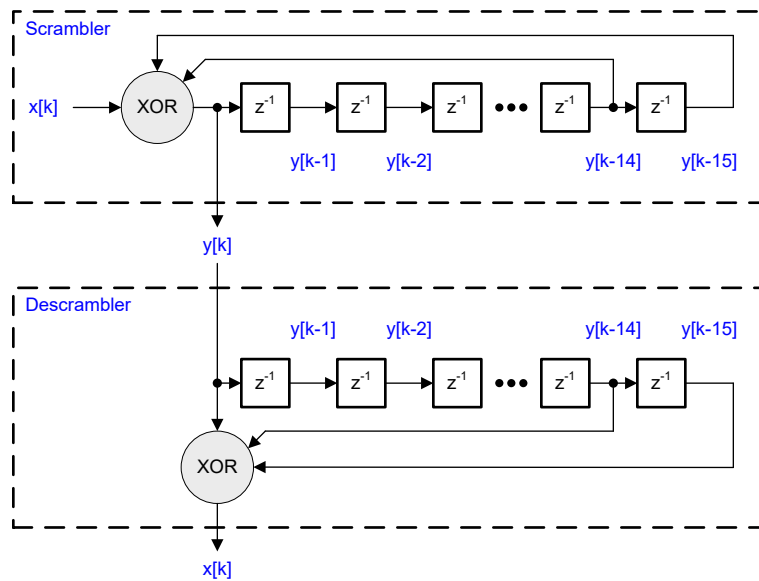 Scrambler
x[k]
XOR
z-1
z-1
z-1
z-1
z-1
y[k-1]
y[k-2]
y[k-14]
y[k-15]
y[k]
Descrambler
y[k-1]
y[k-2]
y[k-14]
y[k-15]
z-1
z-1
z-1
z-1
z-1
XOR
x[k]